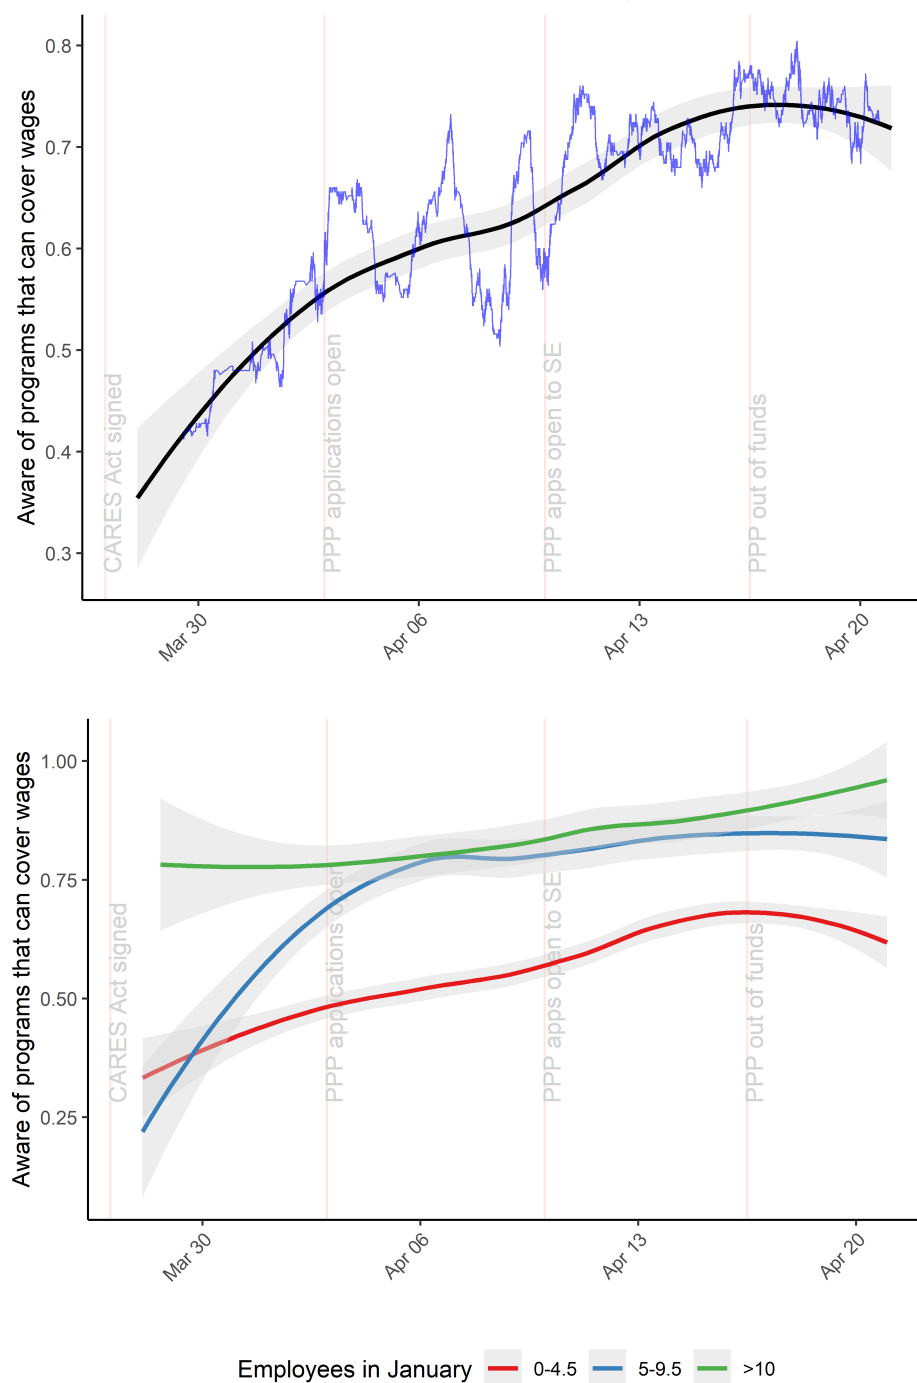 Aware of programs that can cover wages
0.8
0.7
0.6
0.5
0.4
0.3
CARES Act signed
PPP applications open
PPP apps open to SE
PPP out of funds
Mar 30
Apr 06
Apr 13
Apr 20
Aware of programs that can cover wages
1.00
0.75
0.50
0.25
CARES Act signed
PPP applications open
PPP apps open to SE
PPP out of funds
Mar 30
Apr 06
Apr 13
Apr 20
Employees in January 0-4.5 5-9.5 >10